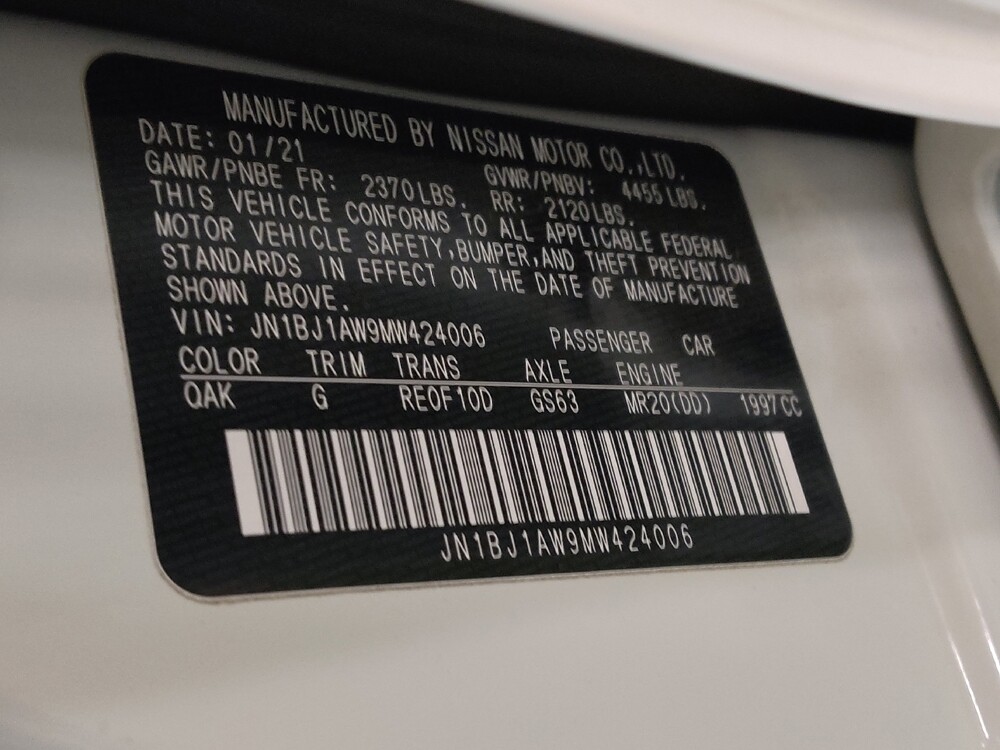 MANUFACTURED BY NISSAN MOTOR CO.,LTD.
DATE: 01/21 GVWR/PNBV: 4455 LBS.
GAWR/PNBE FR: 2370LBS. RR: 2120LBS.
THIS VEHICLE CONFORMS TO ALL APPLICABLE FEDERAL
MOTOR VEHICLE SAFETY,BUMPER,AND THEFT PREVENTION
STANDARDS IN EFFECT ON THE DATE OF MANUFACTURE
SHOWN ABOVE.
VIN: JN1BJ1AW9MW424006 PASSENGER CAR
COLOR TRIM TRANS AXLE ENGINE
QAK G RE0F10D GS63 MR20(DD) 1997CC
JN1BJ1AW9MW424006